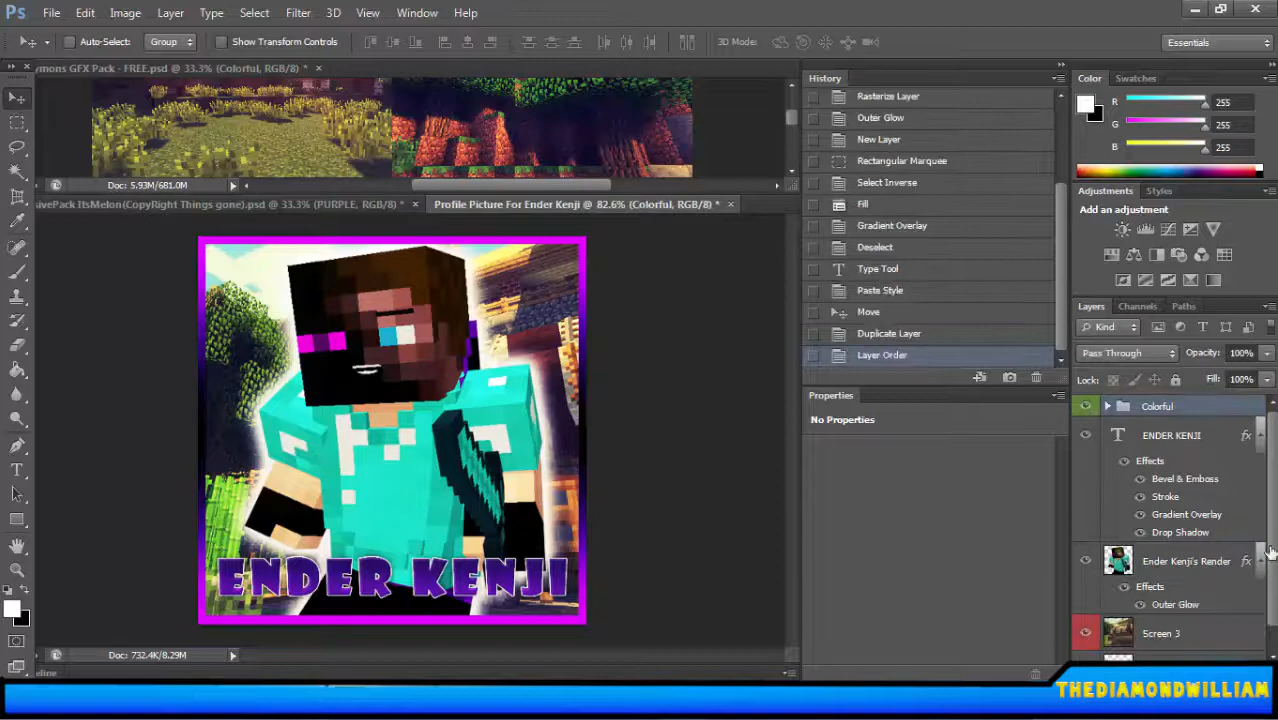 Ps File Edit Image Layer Type Select Filter 3D View Window Help
Auto-Select: Group Show Transform Controls 3D Mode: Essentials
ymons GFX Pack - FREE.psd @ 33.3% (Colorful, RGB/8) * ×
Doc: 5.93M/681.0M
sivePack ItsMelon(CopyRight Things gone).psd @ 33.3% (PURPLE, RGB/8) * × Profile Picture For Ender Kenji @ 82.6% (Colorful, RGB/8) * ×
ENDER KENJI
Doc: 732.4K/8.29M
eline
History
Rasterize Layer
Outer Glow
New Layer
Rectangular Marquee
Select Inverse
Fill
Gradient Overlay
Deselect
Type Tool
Paste Style
Move
Duplicate Layer
Layer Order
Properties
No Properties
Color Swatches
R 255
G 255
B 255
Adjustments Styles
Add an adjustment
Layers Channels Paths
Kind
Pass Through Opacity: 100%
Lock: Fill: 100%
Colorful
T ENDER KENJI fx
Effects
Bevel & Emboss
Stroke
Gradient Overlay
Drop Shadow
Ender Kenji's Render fx
Effects
Outer Glow
Screen 3
THEDIAMONDWILLIAM